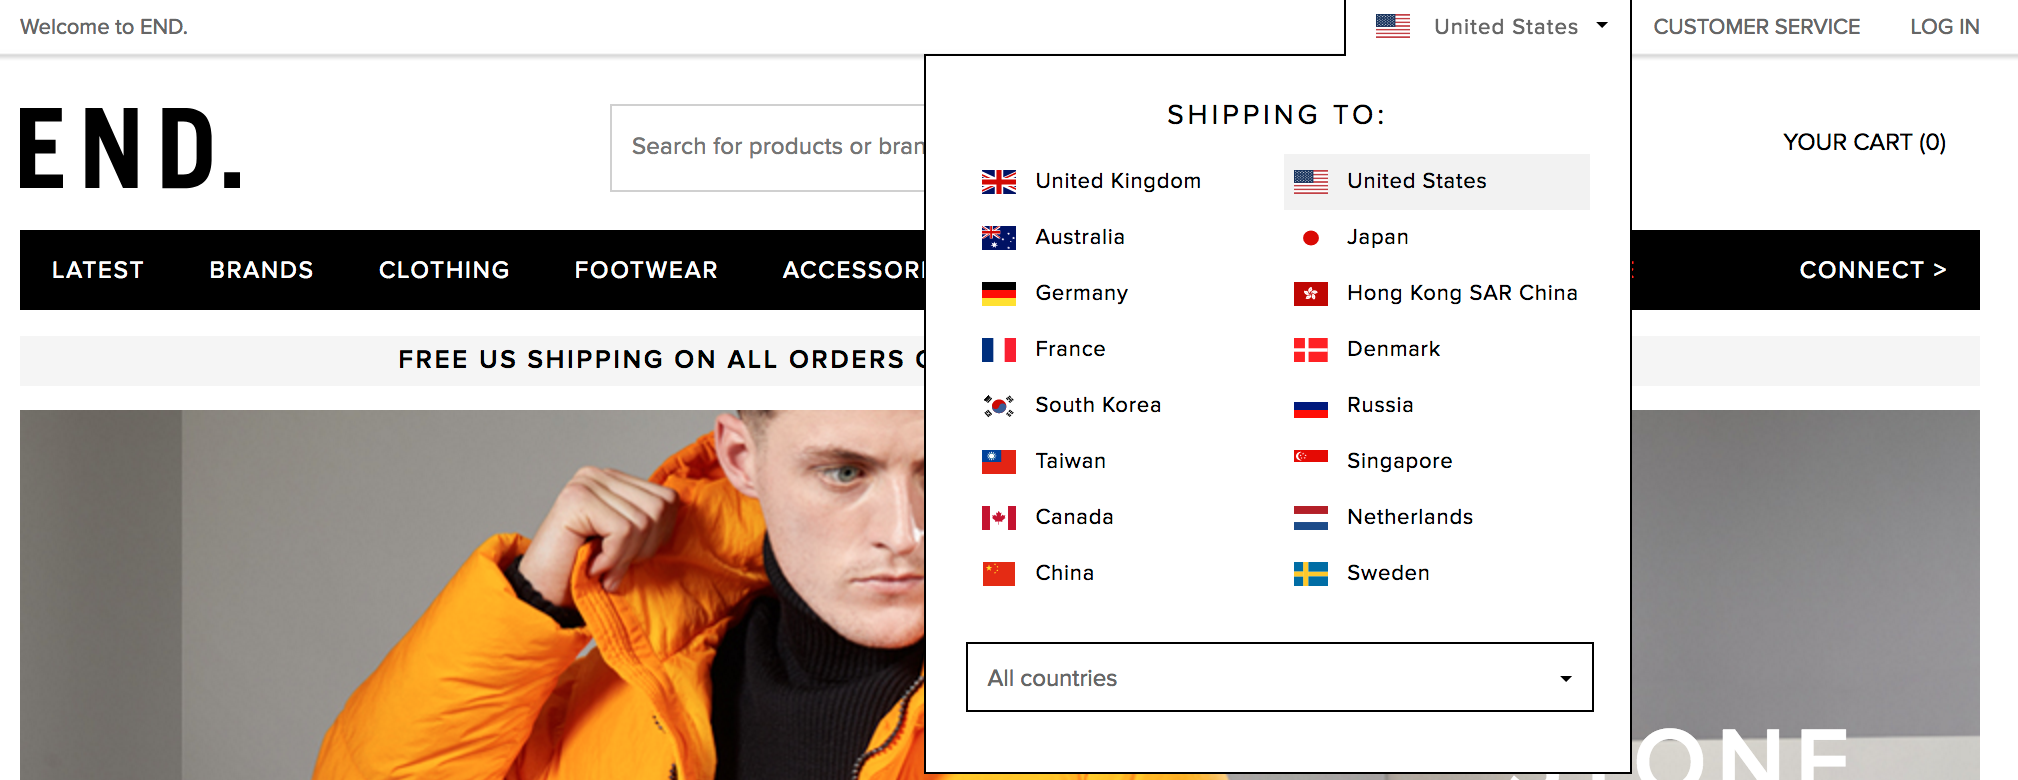 Welcome to END.
United States
CUSTOMER SERVICE
LOG IN
END.
Search for products or bran
YOUR CART (0)
LATEST
BRANDS
CLOTHING
FOOTWEAR
ACCESSORI
CONNECT >
FREE US SHIPPING ON ALL ORDERS
SHIPPING TO:
United Kingdom
United States
Australia
Japan
Germany
Hong Kong SAR China
France
Denmark
South Korea
Russia
Taiwan
Singapore
Canada
Netherlands
China
Sweden
All countries